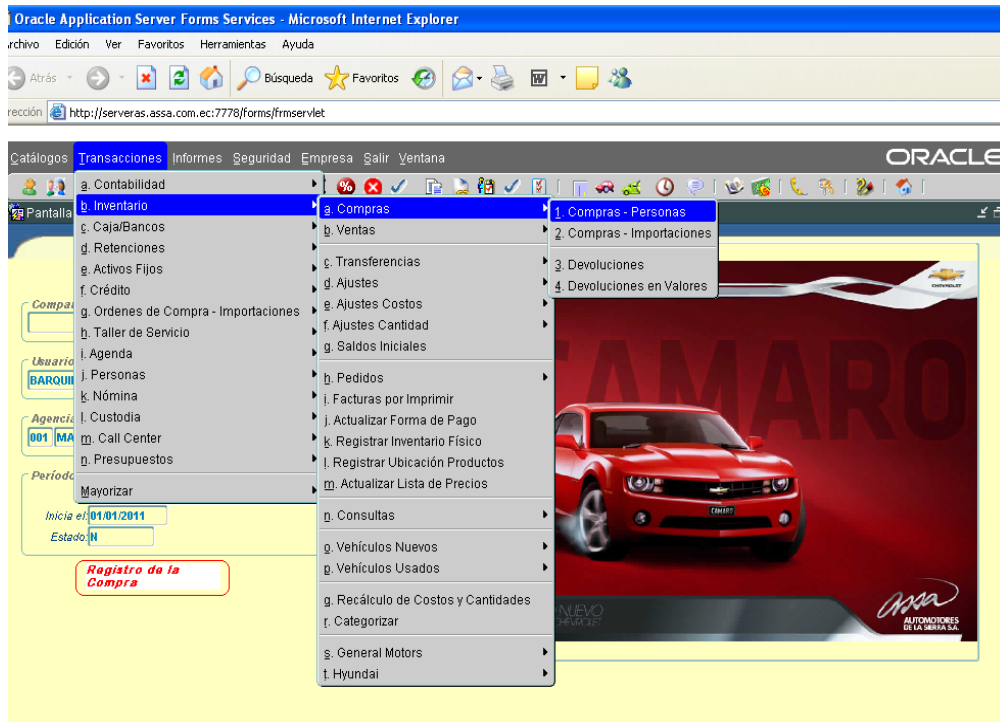 Oracle Application Server Forms Services - Microsoft Internet Explorer
rchivo Edición Ver Favoritos Herramientas Ayuda
Atrás Búsqueda Favoritos
rección http://serveras.assa.com.ec:7778/forms/frmservlet
Catálogos Transacciones Informes Seguridad Empresa Salir Ventana
ORACLE
Pantalla
a. Contabilidad
b. Inventario
c. Caja/Bancos
d. Retenciones
e. Activos Fijos
f. Crédito
g. Ordenes de Compra - Importaciones
h. Taller de Servicio
i. Agenda
j. Personas
k. Nómina
l. Custodia
m. Call Center
n. Presupuestos
Mayorizar
a. Compras
b. Ventas
c. Transferencias
d. Ajustes
e. Ajustes Costos
f. Ajustes Cantidad
g. Saldos Iniciales
h. Pedidos
i. Facturas por Imprimir
j. Actualizar Forma de Pago
k. Registrar Inventario Físico
l. Registrar Ubicación Productos
m. Actualizar Lista de Precios
n. Consultas
o. Vehículos Nuevos
p. Vehículos Usados
q. Recálculo de Costos y Cantidades
r. Categorizar
s. General Motors
t. Hyundai
1. Compras - Personas
2. Compras - Importaciones
3. Devoluciones
4. Devoluciones en Valores
Compa
Usuario
BARQUI
Agencia
001 MA
Período
Inicia el: 01/01/2011
Estado: N
Registro de la
Compra
CHEVROLET
CAMARO
CAMARO
NUEVO
CHEVROLET
assa
AUTOMOTORES
DE LA SIERRA S.A.